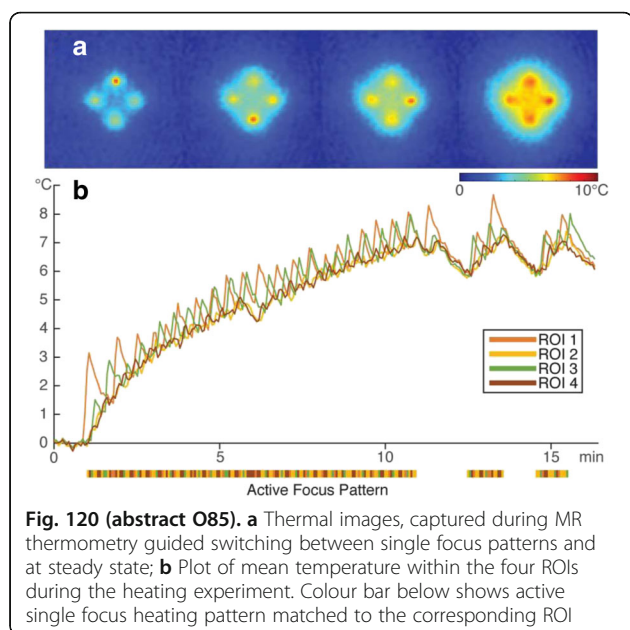 a
0 10°C
°C b
8
7
6
5
4
3
2
1
0
ROI 1
ROI 2
ROI 3
ROI 4
0 5 10 15 min
Active Focus Pattern
Fig. 120 (abstract O85). a Thermal images, captured during MR
thermometry guided switching between single focus patterns and
at steady state; b Plot of mean temperature within the four ROIs
during the heating experiment. Colour bar below shows active
single focus heating pattern matched to the corresponding ROI